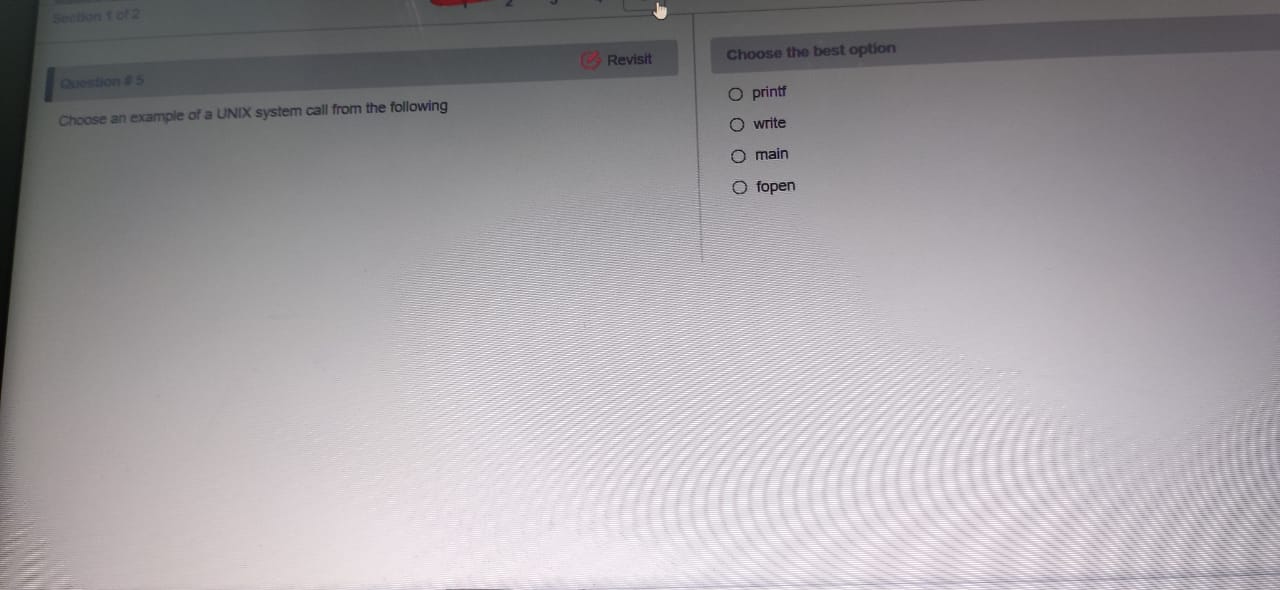 Section 1 of 2
Question # 5
Revisit
Choose an example of a UNIX system call from the following
Choose the best option
printf
write
main
fopen